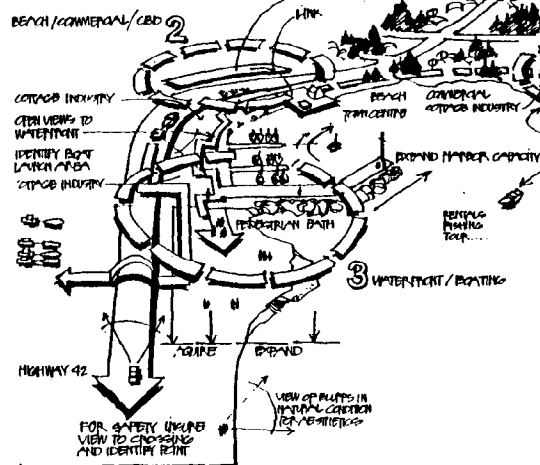 BEACH/COMMERCIAL/CBD 2
LINK
COTTAGE INDUSTRY
OPEN VIEWS TO
WATERFRONT
IDENTIFY BOAT
LAUNCH AREA
COTTAGE INDUSTRY
BEACH
TOWN CENTRE
COMMERCIAL
COTTAGE INDUSTRY
EXPAND HARBOR CAPACITY
RENTALS
FISHING
TOUR.....
PEDESTRIAN PATH
3 WATERFRONT/BOATING
AQUIRE EXPAND
HIGHWAY 42
VIEW OF BLUFFS IN
NATURAL CONDITION
FOR AESTHETICS
FOR SAFETY INSURE
VIEW TO CROSSING
AND IDENTIFY POINT